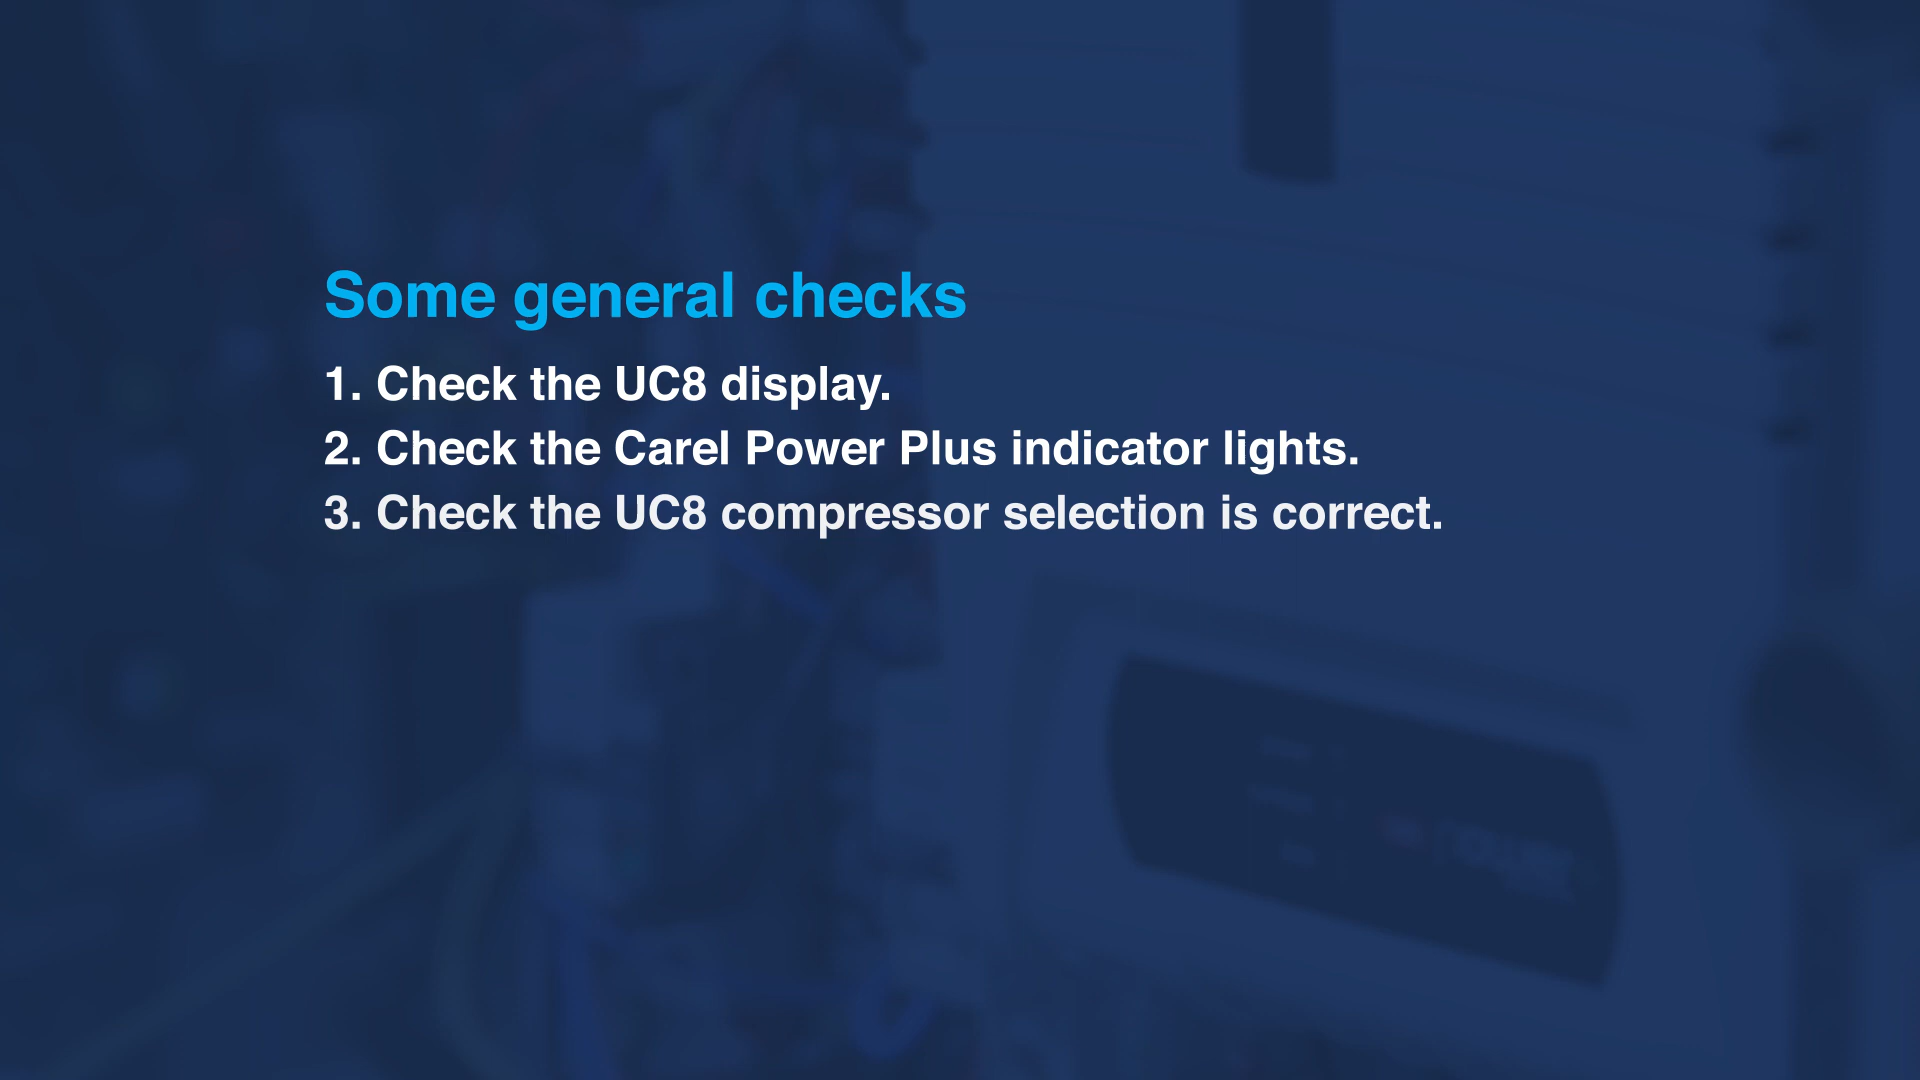 Some general checks
1. Check the UC8 display.
2. Check the Carel Power Plus indicator lights.
3. Check the UC8 compressor selection is correct.